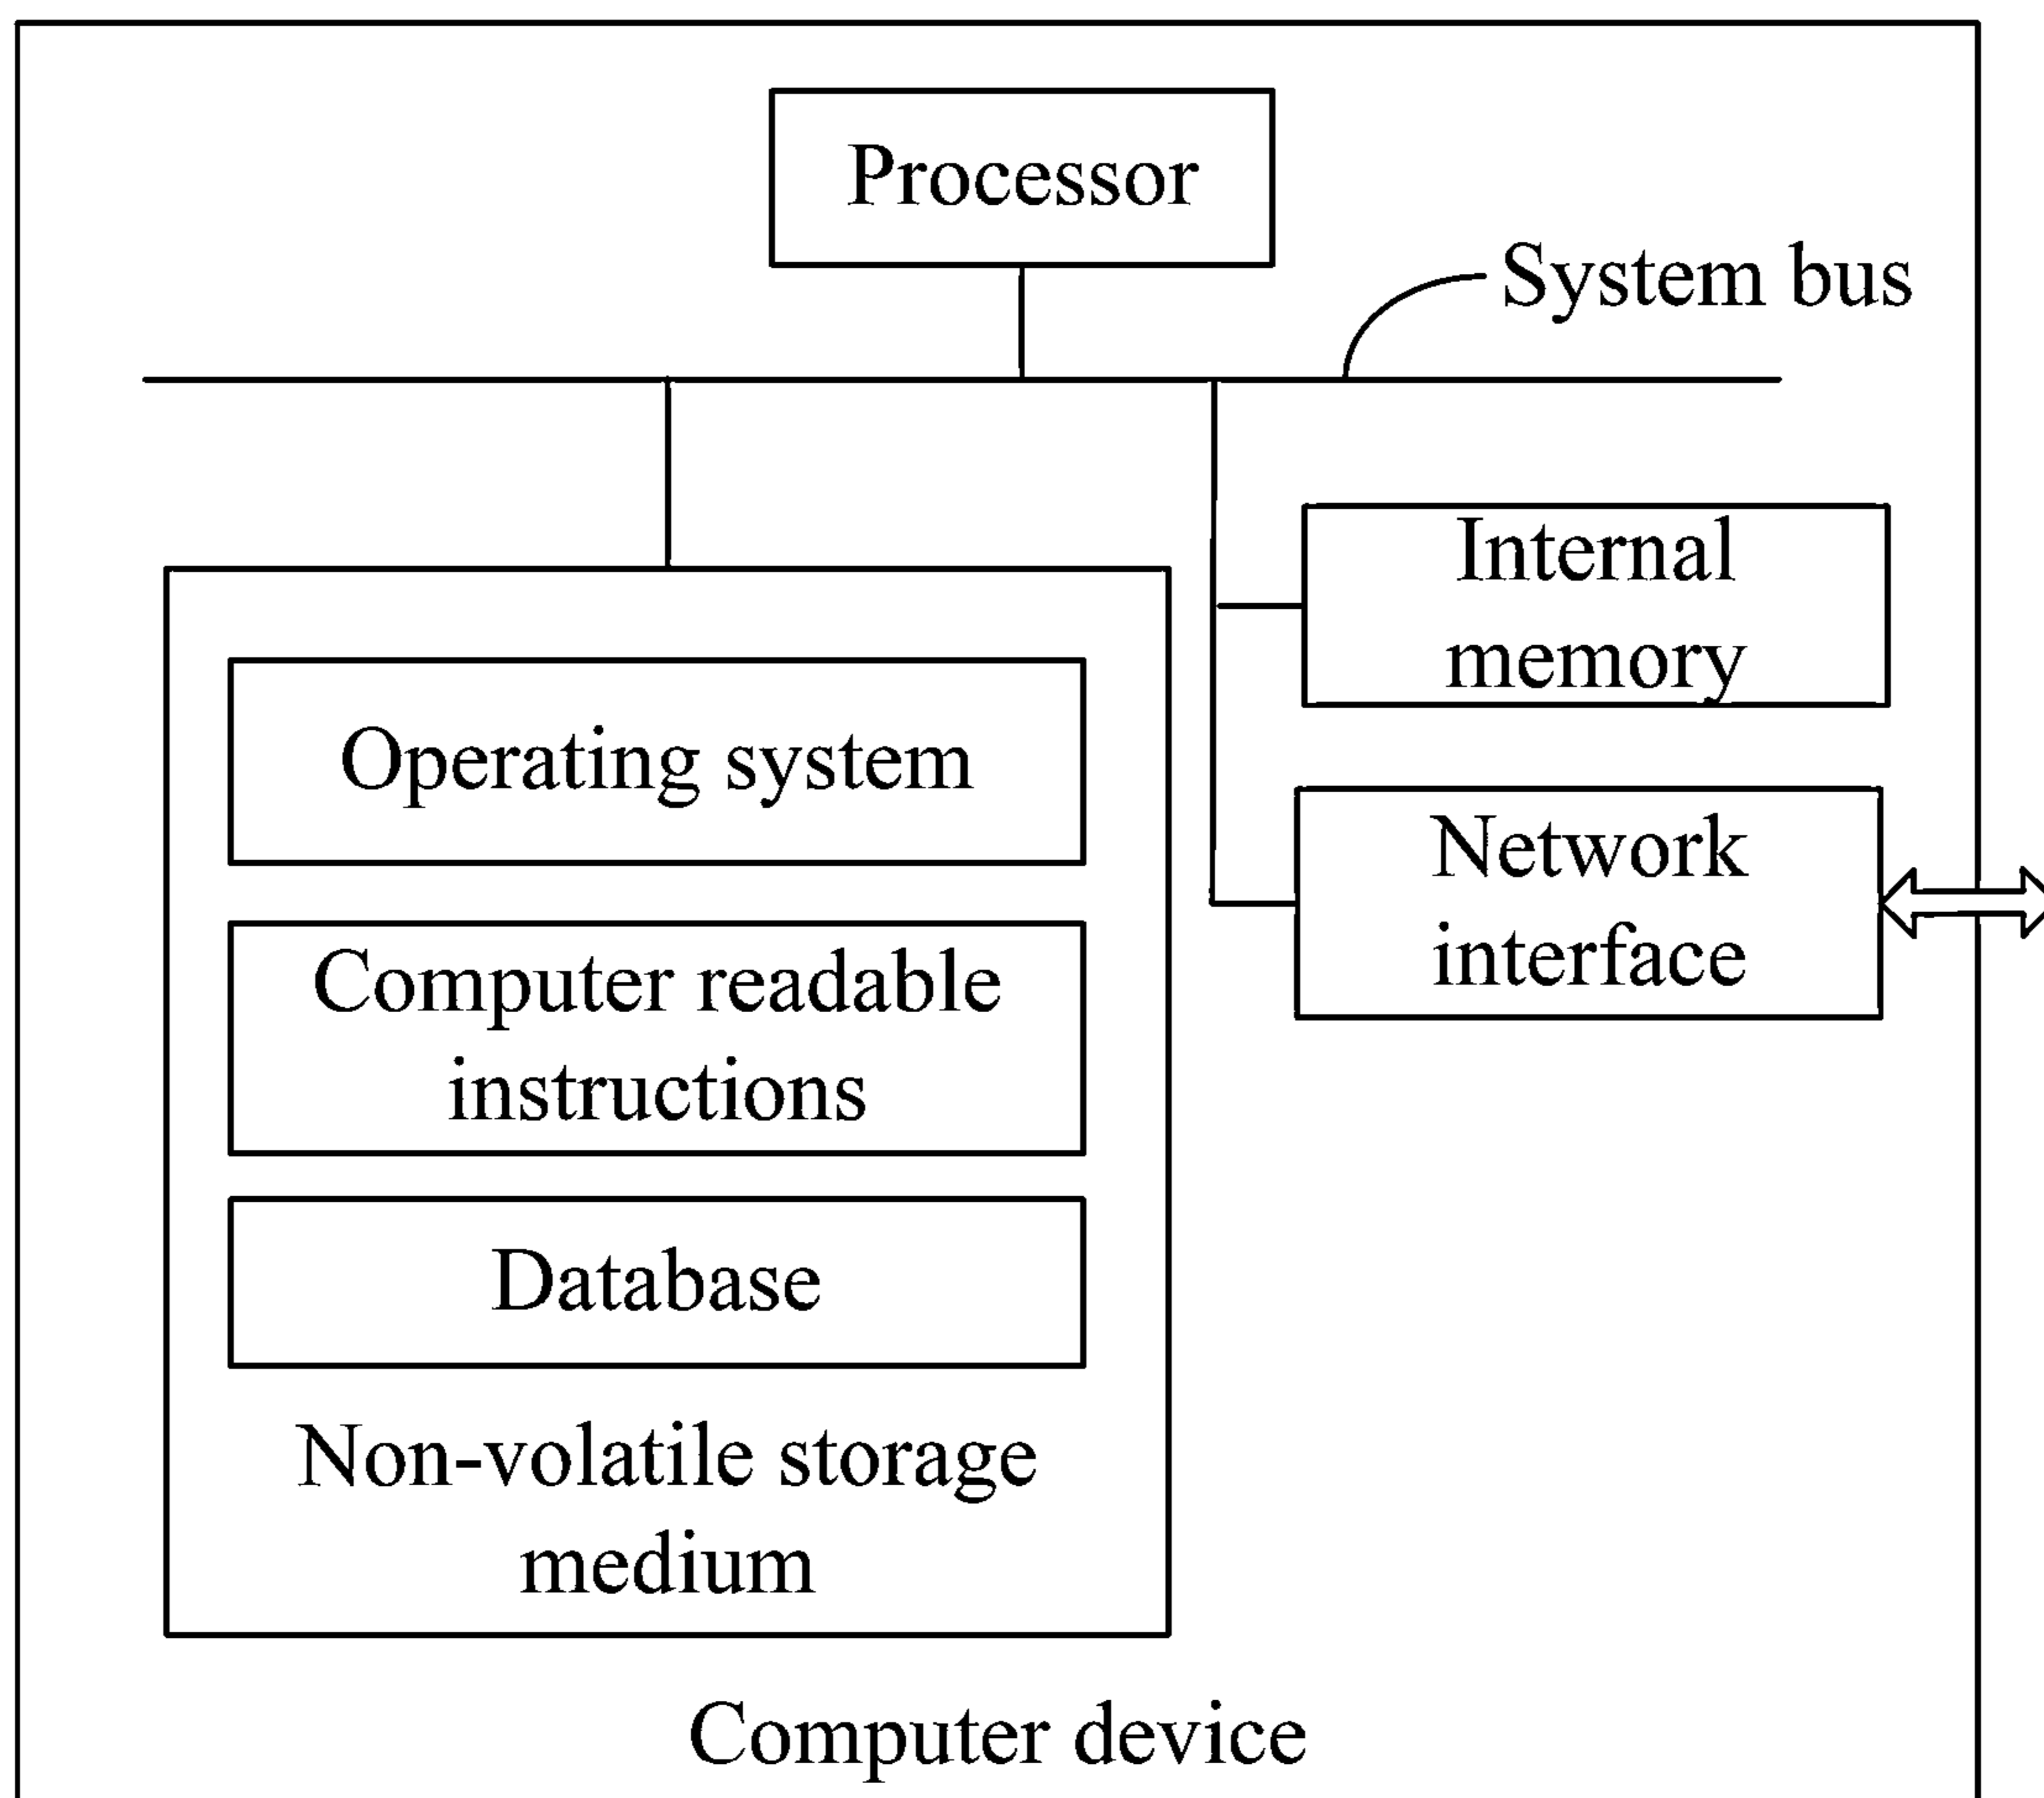 Processor
System bus
Internal
memory
Operating system
Network
interface
Computer readable
instructions
Database
Non-volatile storage
medium
Computer device